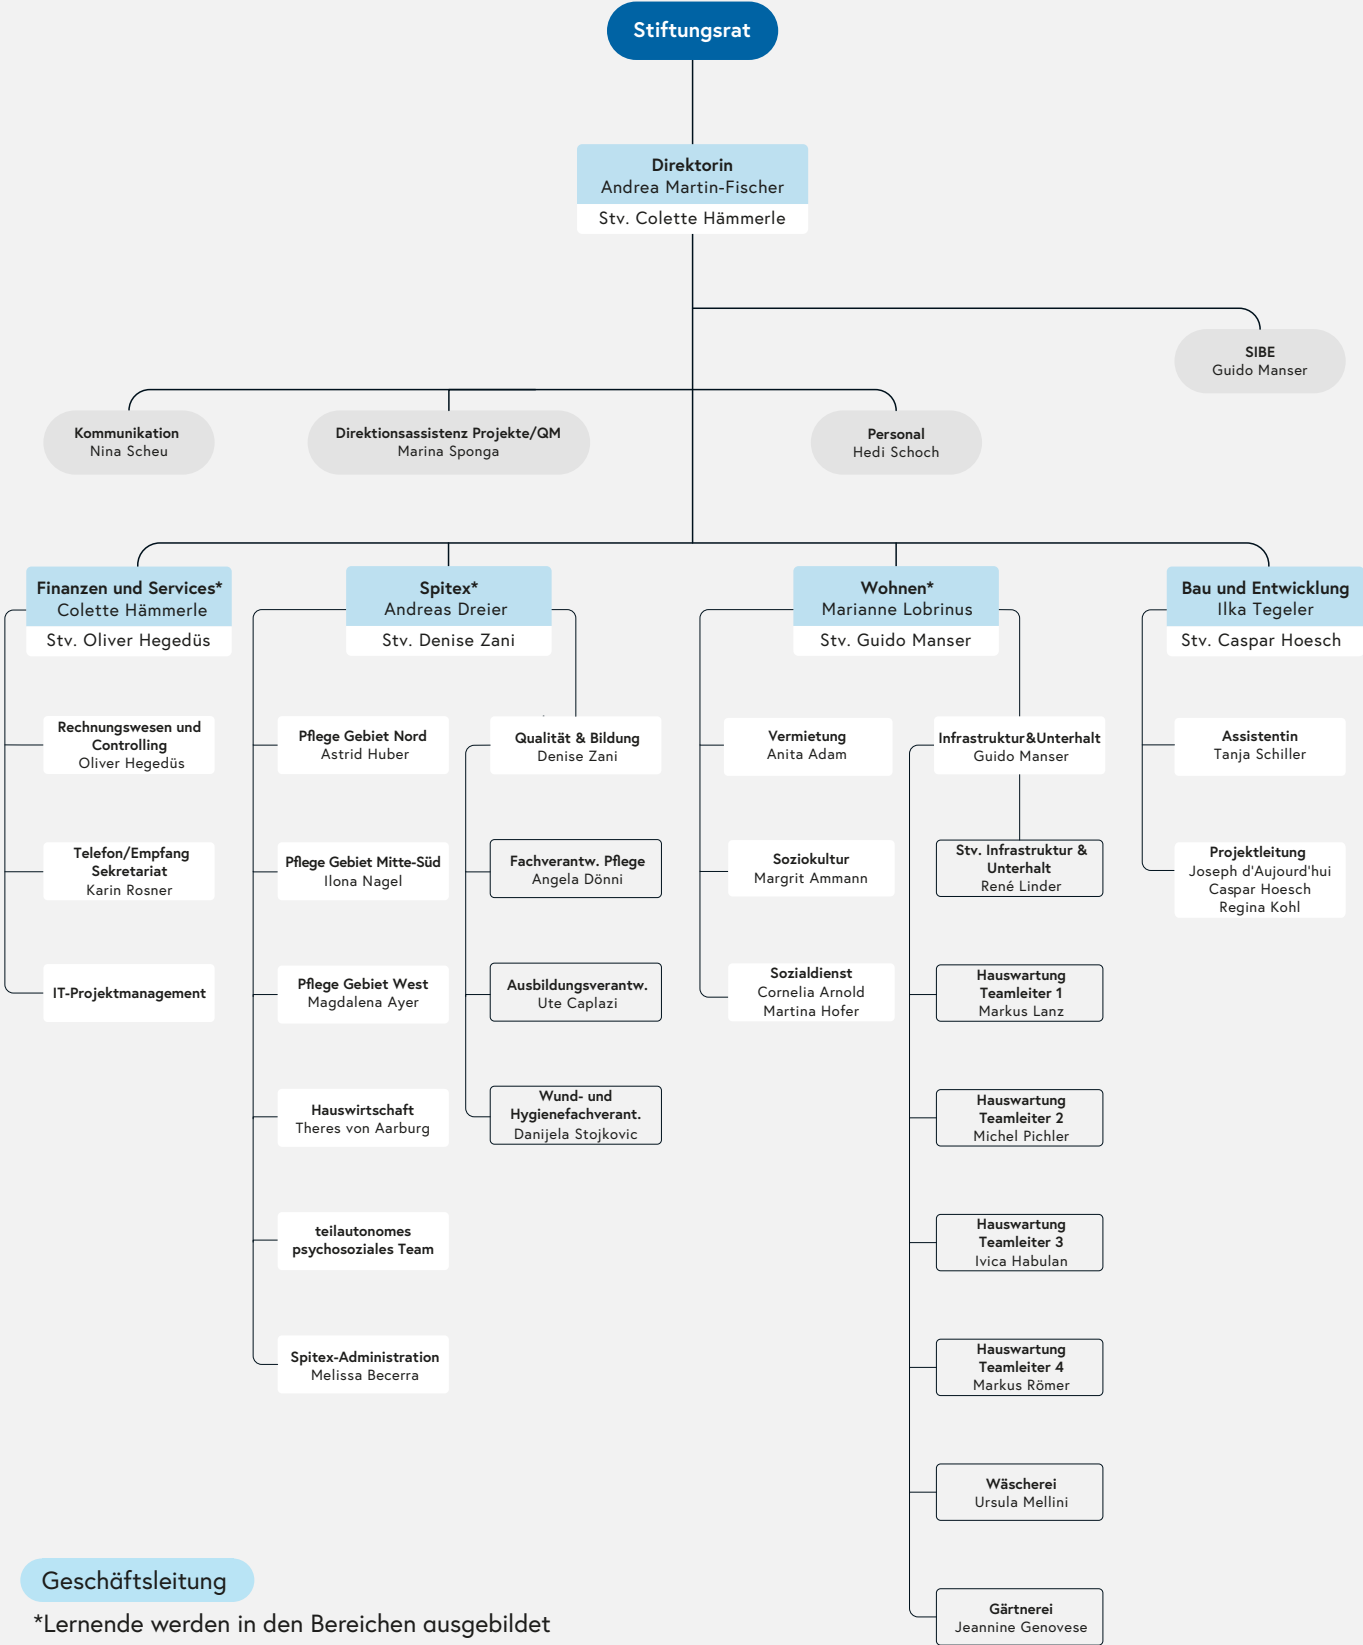 Stiftungsrat
Direktorin
Andrea Martin-Fischer
Stv. Colette Hämmerle
SIBE
Guido Manser
Kommunikation
Nina Scheu
Direktionsassistenz Projekte/QM
Marina Sponga
Personal
Hedi Schoch
Finanzen und Services*
Colette Hämmerle
Stv. Oliver Hegedüs
Spitex*
Andreas Dreier
Stv. Denise Zani
Wohnen*
Marianne Lobrinus
Stv. Guido Manser
Bau und Entwicklung
Ilka Tegeler
Stv. Caspar Hoesch
Rechnungswesen und
Controlling
Oliver Hegedüs
Telefon/Empfang
Sekretariat
Karin Rosner
IT-Projektmanagement
Pflege Gebiet Nord
Astrid Huber
Pflege Gebiet Mitte-Süd
Ilona Nagel
Pflege Gebiet West
Magdalena Ayer
Hauswirtschaft
Theres von Aarburg
teilautonomes
psychosoziales Team
Spitex-Administration
Melissa Becerra
Qualität & Bildung
Denise Zani
Fachverantw. Pflege
Angela Dönni
Ausbildungsverantw.
Ute Caplazi
Wund- und
Hygienefachverant.
Danijela Stojkovic
Vermietung
Anita Adam
Soziokultur
Margrit Ammann
Sozialdienst
Cornelia Arnold
Martina Hofer
Infrastruktur&Unterhalt
Guido Manser
Stv. Infrastruktur &
Unterhalt
René Linder
Hauswartung
Teamleiter 1
Markus Lanz
Hauswartung
Teamleiter 2
Michel Pichler
Hauswartung
Teamleiter 3
Ivica Habulan
Hauswartung
Teamleiter 4
Markus Römer
Wäscherei
Ursula Mellini
Gärtnerei
Jeannine Genovese
Assistentin
Tanja Schiller
Projektleitung
Joseph d'Aujourd'hui
Caspar Hoesch
Regina Kohl
Geschäftsleitung
*Lernende werden in den Bereichen ausgebildet